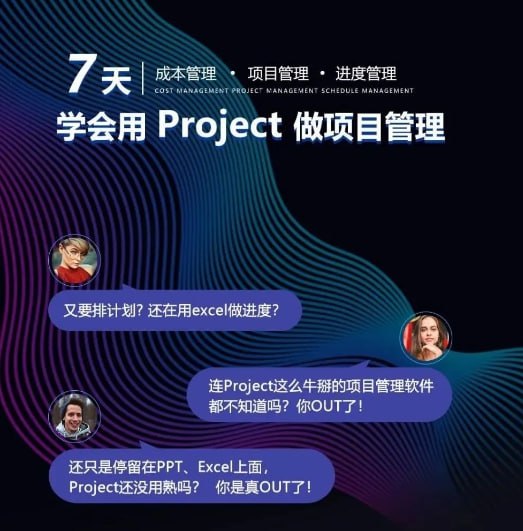 7天
成本管理 • 项目管理 • 进度管理
COST MANAGEMENT PROJECT MANAGEMENT SCHEDULE MANAGEMENT
学会用 Project 做项目管理
又要排计划？还在用excel做进度？
连Project这么牛掰的项目管理软件
都不知道吗？你OUT了！
还只是停留在PPT、Excel上面，
Project还没用熟吗？ 你是真OUT了！